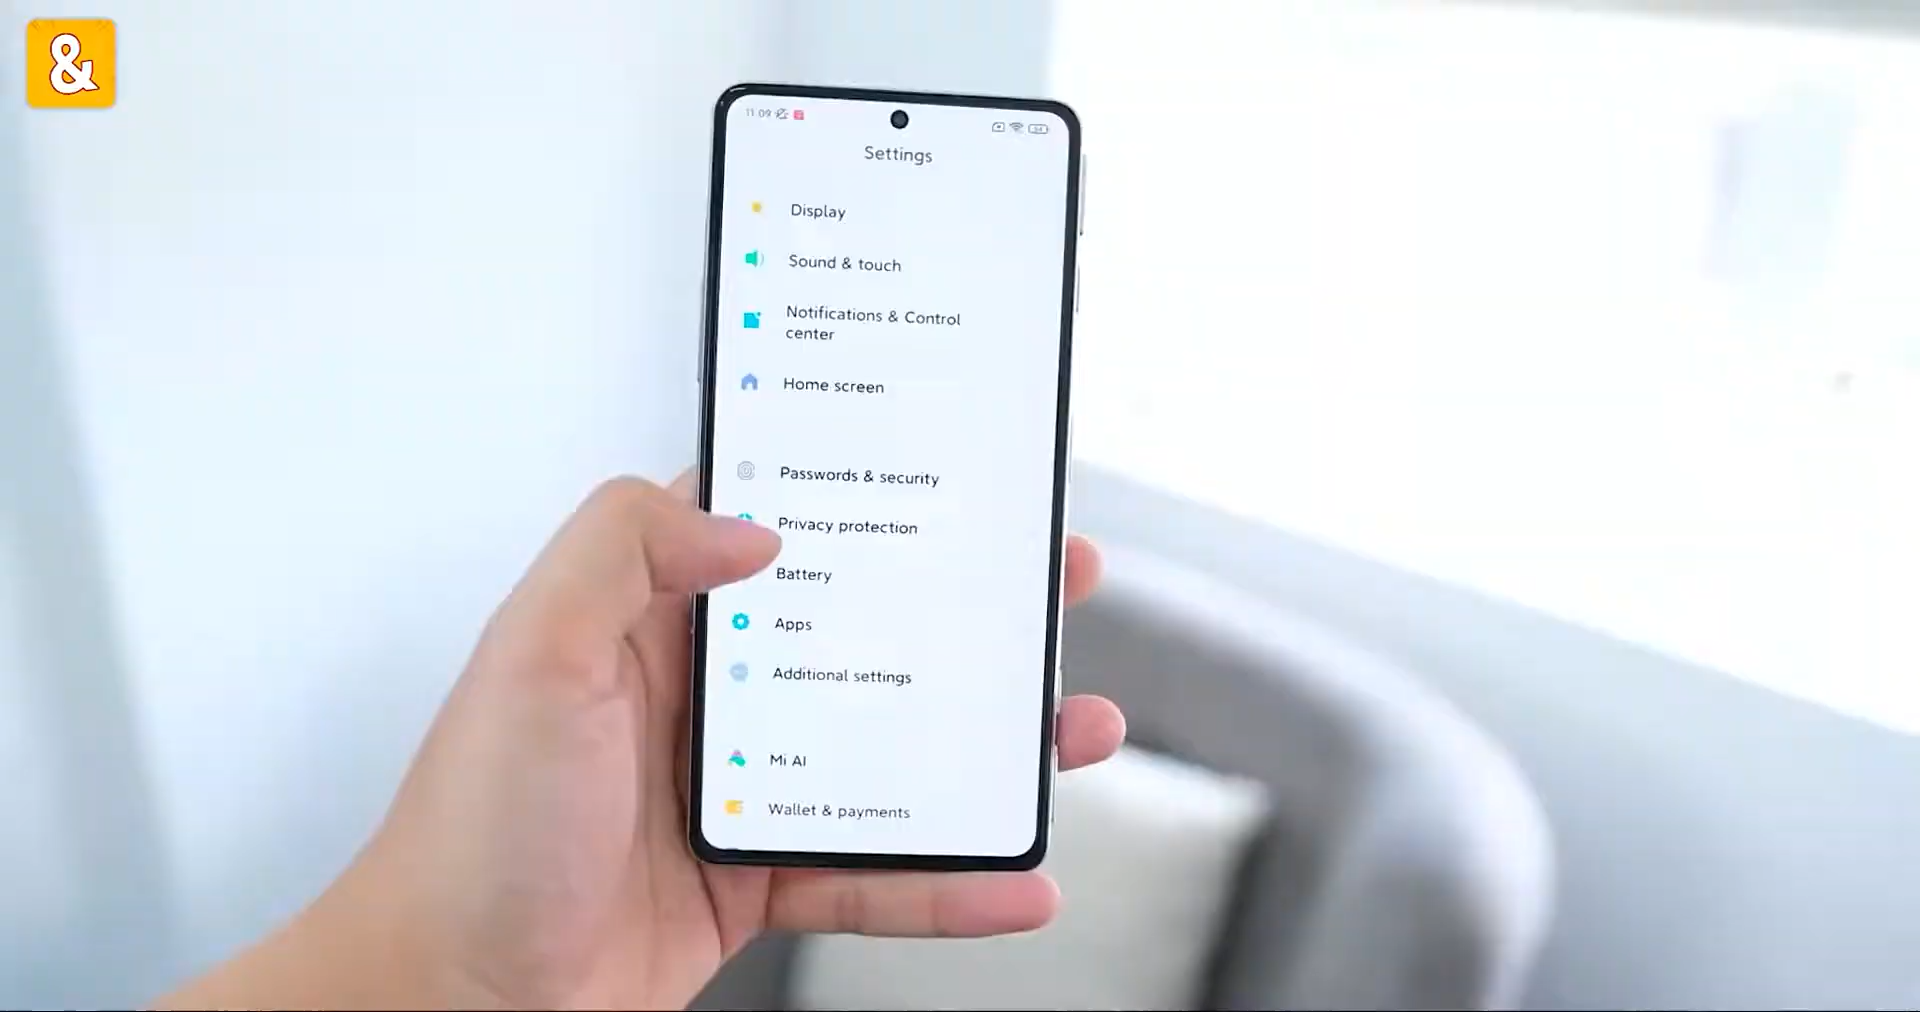 &
11:09
Settings
Display
Sound & touch
Notifications & Control
center
Home screen
Passwords & security
Privacy protection
Battery
Apps
Additional settings
Mi AI
Wallet & payments